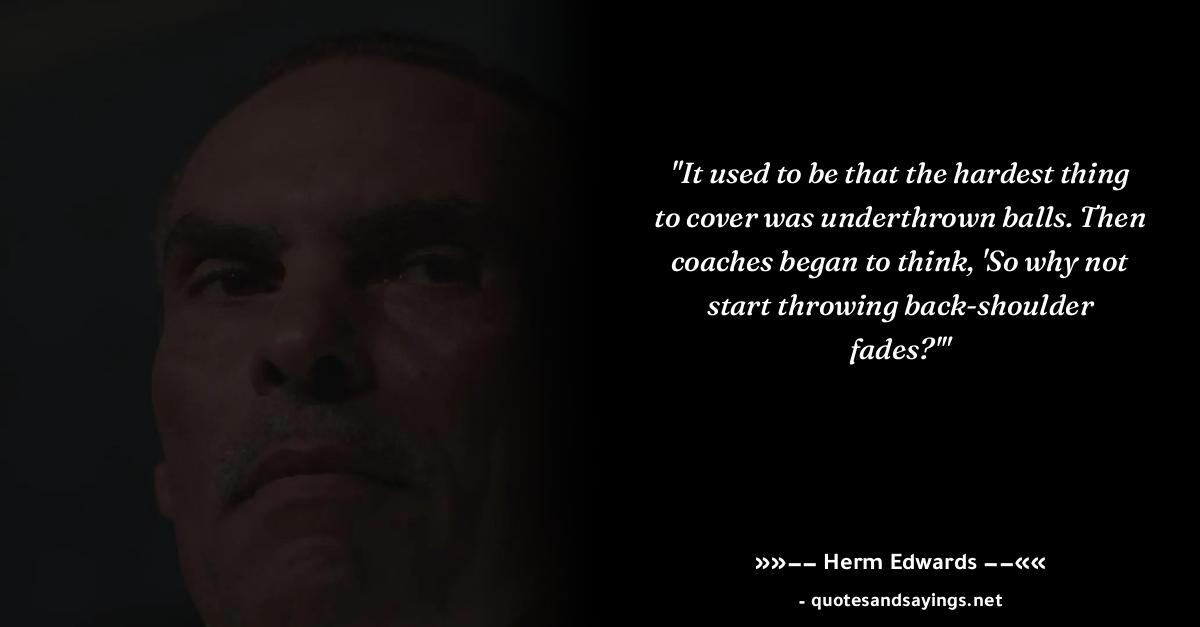 "It used to be that the hardest thing
to cover was underthrown balls. Then
coaches began to think, 'So why not
start throwing back-shoulder
fades?'"
»»−− Herm Edwards −−««
- quotesandsayings.net